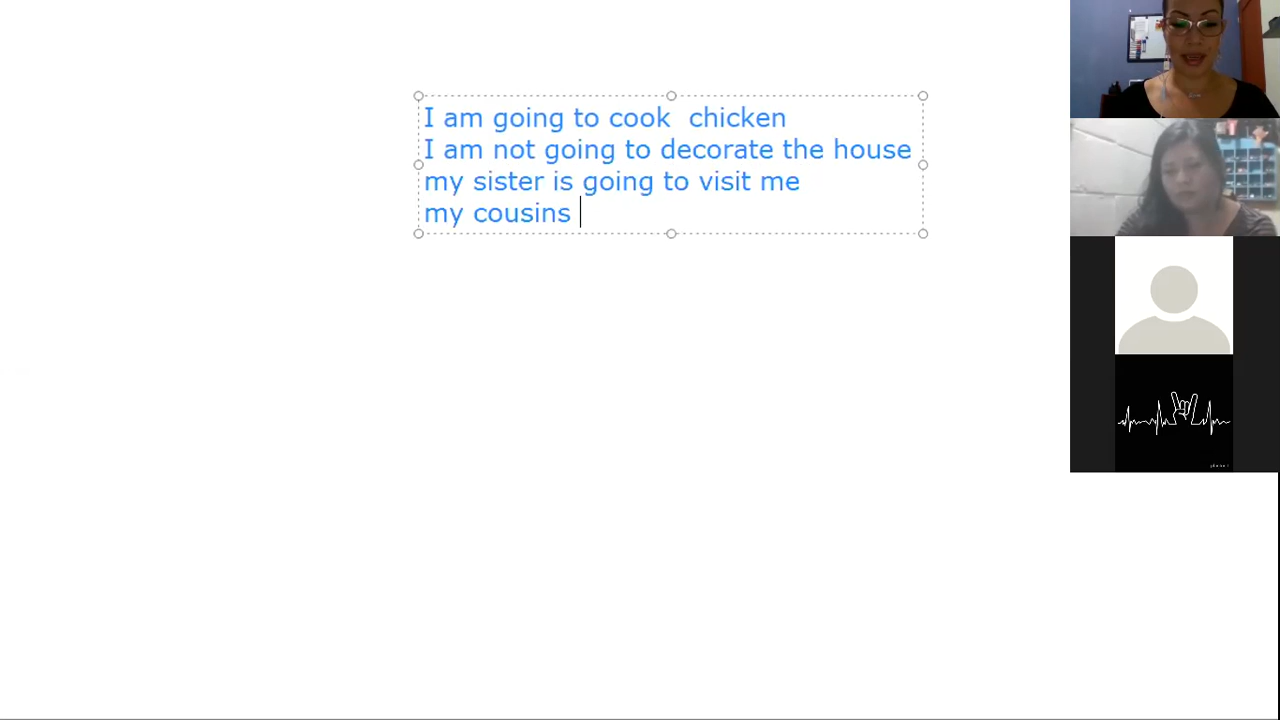 I am going to cook  chicken
I am not going to decorate the house
my sister is going to visit me
my cousins